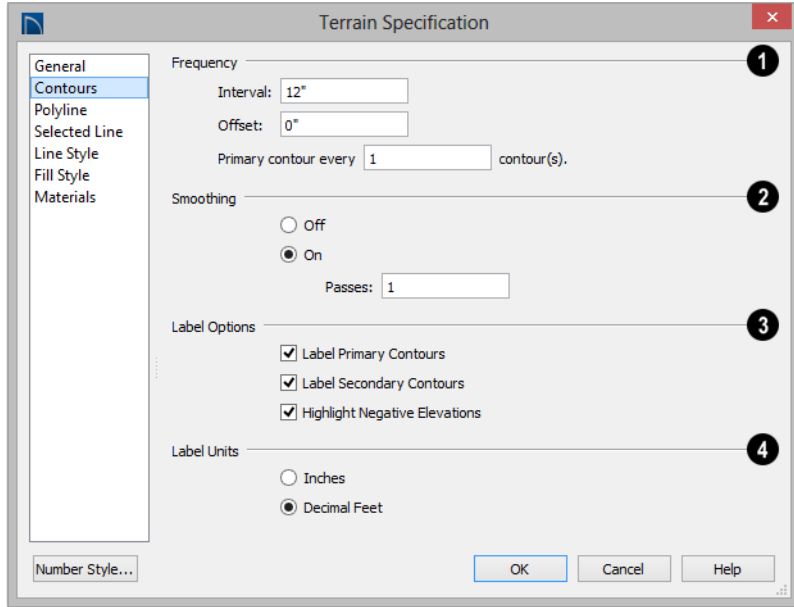 Terrain Specification
General
Contours
Polyline
Selected Line
Line Style
Fill Style
Materials
Frequency 1
Interval: 12"
Offset: 0"
Primary contour every 1 contour(s).
Smoothing 2
Off
On
Passes: 1
Label Options 3
Label Primary Contours
Label Secondary Contours
Highlight Negative Elevations
Label Units 4
Inches
Decimal Feet
Number Style... OK Cancel Help